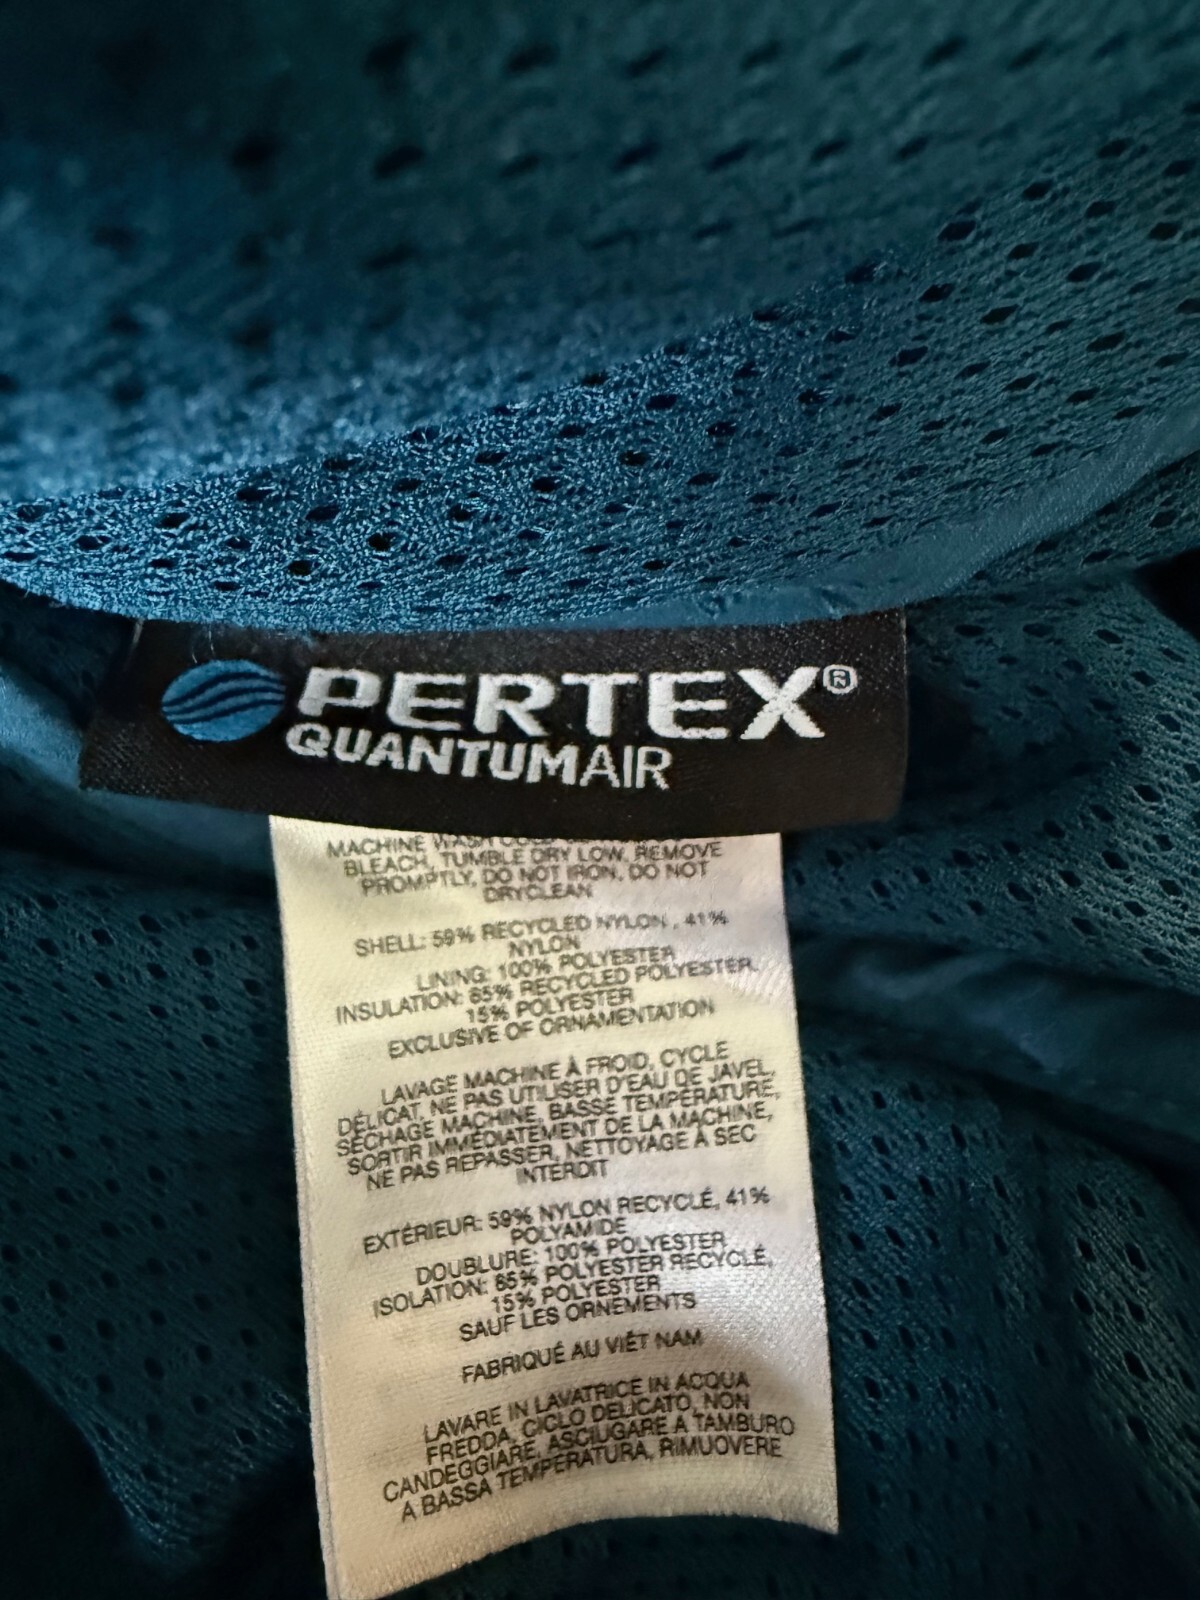 PERTEX®
QUANTUMAIR
MACHINE WASH COLD
BLEACH, TUMBLE DRY LOW, REMOVE
PROMPTLY, DO NOT IRON, DO NOT
DRYCLEAN
SHELL: 59% RECYCLED NYLON , 41%
NYLON
LINING: 100% POLYESTER
INSULATION: 85% RECYCLED POLYESTER,
15% POLYESTER
EXCLUSIVE OF ORNAMENTATION
LAVAGE MACHINE À FROID, CYCLE
DÉLICAT, NE PAS UTILISER D'EAU DE JAVEL,
SÉCHAGE MACHINE, BASSE TEMPÉRATURE,
SORTIR IMMÉDIATEMENT DE LA MACHINE,
NE PAS REPASSER, NETTOYAGE À SEC
INTERDIT
EXTÉRIEUR: 59% NYLON RECYCLÉ, 41%
POLYAMIDE
DOUBLURE: 100% POLYESTER
ISOLATION: 85% POLYESTER RECYCLÉ,
15% POLYESTER
SAUF LES ORNEMENTS
FABRIQUÉ AU VIÊT NAM
LAVARE IN LAVATRICE IN ACQUA
FREDDA, CICLO DELICATO, NON
CANDEGGIARE, ASCIUGARE A TAMBURO
A BASSA TEMPERATURA, RIMUOVERE